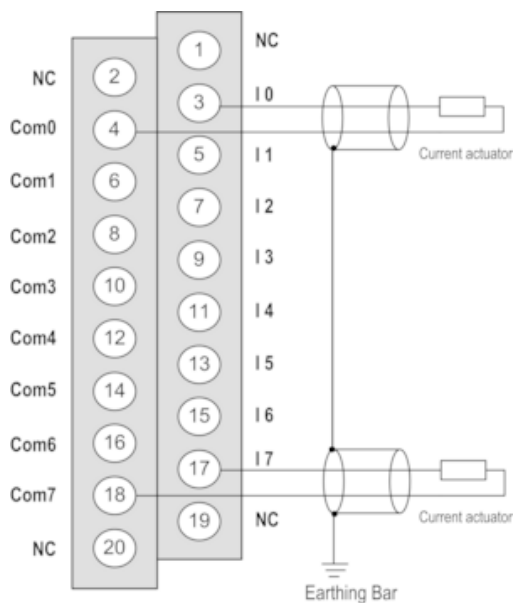 1
NC
NC
2
3
I 0
Com0
4
Current actuator
5
I 1
Com1
6
7
I 2
Com2
8
9
I 3
Com3
10
11
I 4
Com4
12
13
I 5
Com5
14
15
I 6
Com6
16
17
I 7
Com7
18
Current actuator
19
NC
NC
20
Earthing Bar